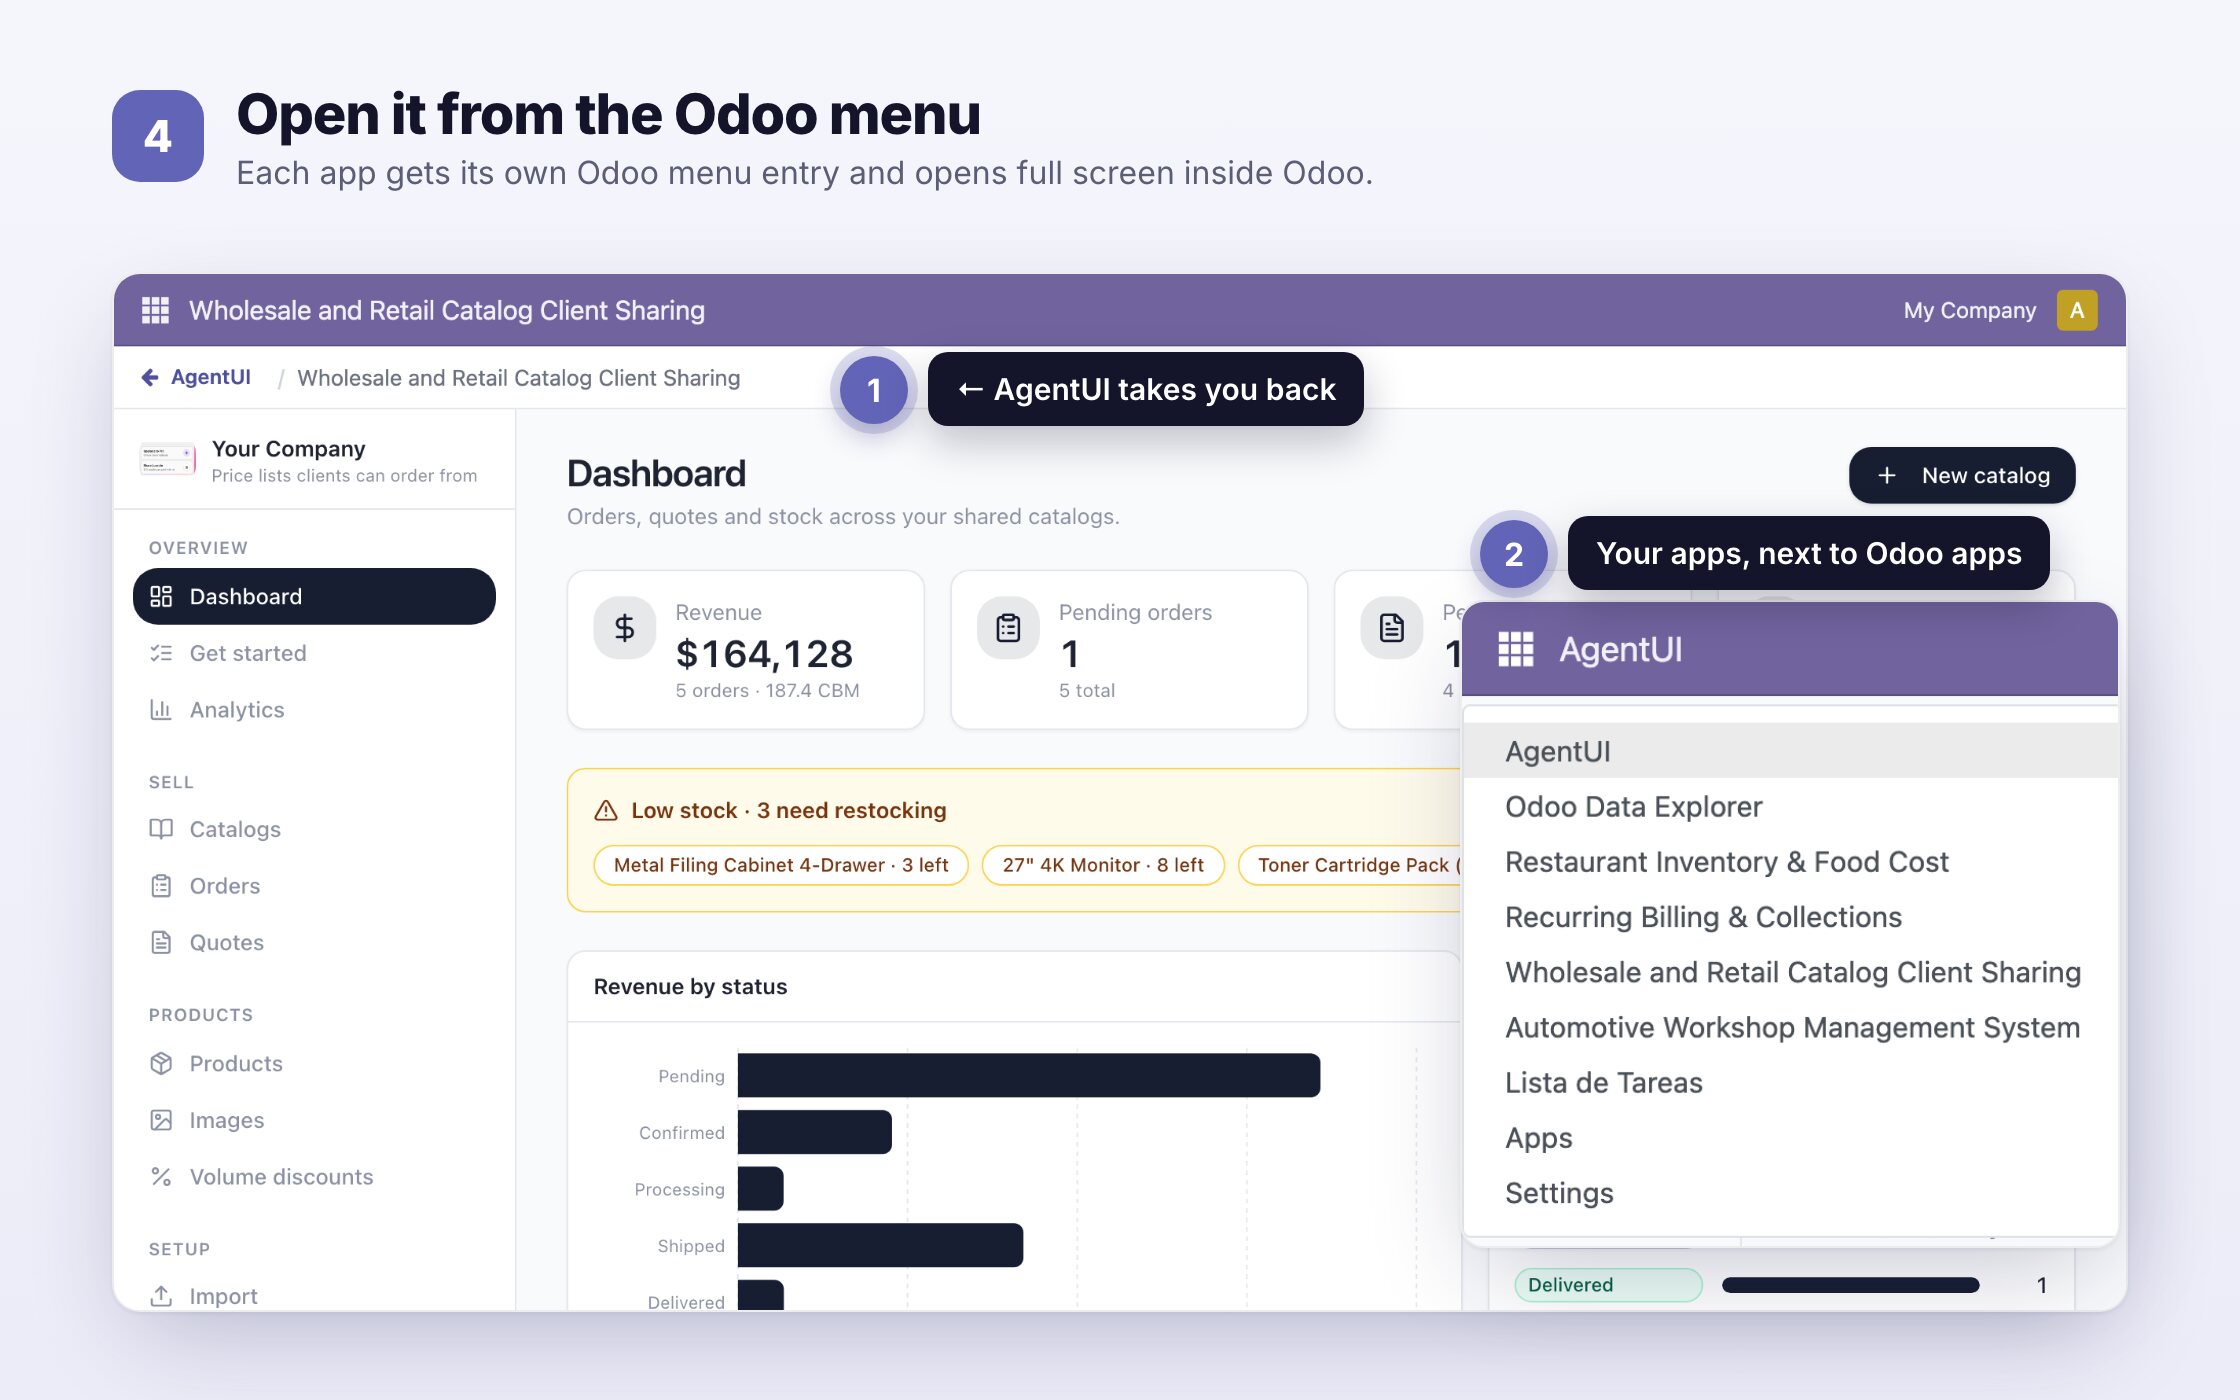 4
Open it from the Odoo menu
Each app gets its own Odoo menu entry and opens full screen inside Odoo.
Wholesale and Retail Catalog Client Sharing
My Company
A
← AgentUI / Wholesale and Retail Catalog Client Sharing
1
← AgentUI takes you back
Your Company
Price lists clients can order from
OVERVIEW
Dashboard
Get started
Analytics
SELL
Catalogs
Orders
Quotes
PRODUCTS
Products
Images
Volume discounts
SETUP
Import
Dashboard
Orders, quotes and stock across your shared catalogs.
+ New catalog
2
Your apps, next to Odoo apps
Revenue
$164,128
5 orders · 187.4 CBM
Pending orders
1
5 total
Pe
1
4
Low stock · 3 need restocking
Metal Filing Cabinet 4-Drawer · 3 left
27" 4K Monitor · 8 left
Toner Cartridge Pack (
Revenue by status
Pending
Confirmed
Processing
Shipped
Delivered
AgentUI
AgentUI
Odoo Data Explorer
Restaurant Inventory & Food Cost
Recurring Billing & Collections
Wholesale and Retail Catalog Client Sharing
Automotive Workshop Management System
Lista de Tareas
Apps
Settings
Delivered
1